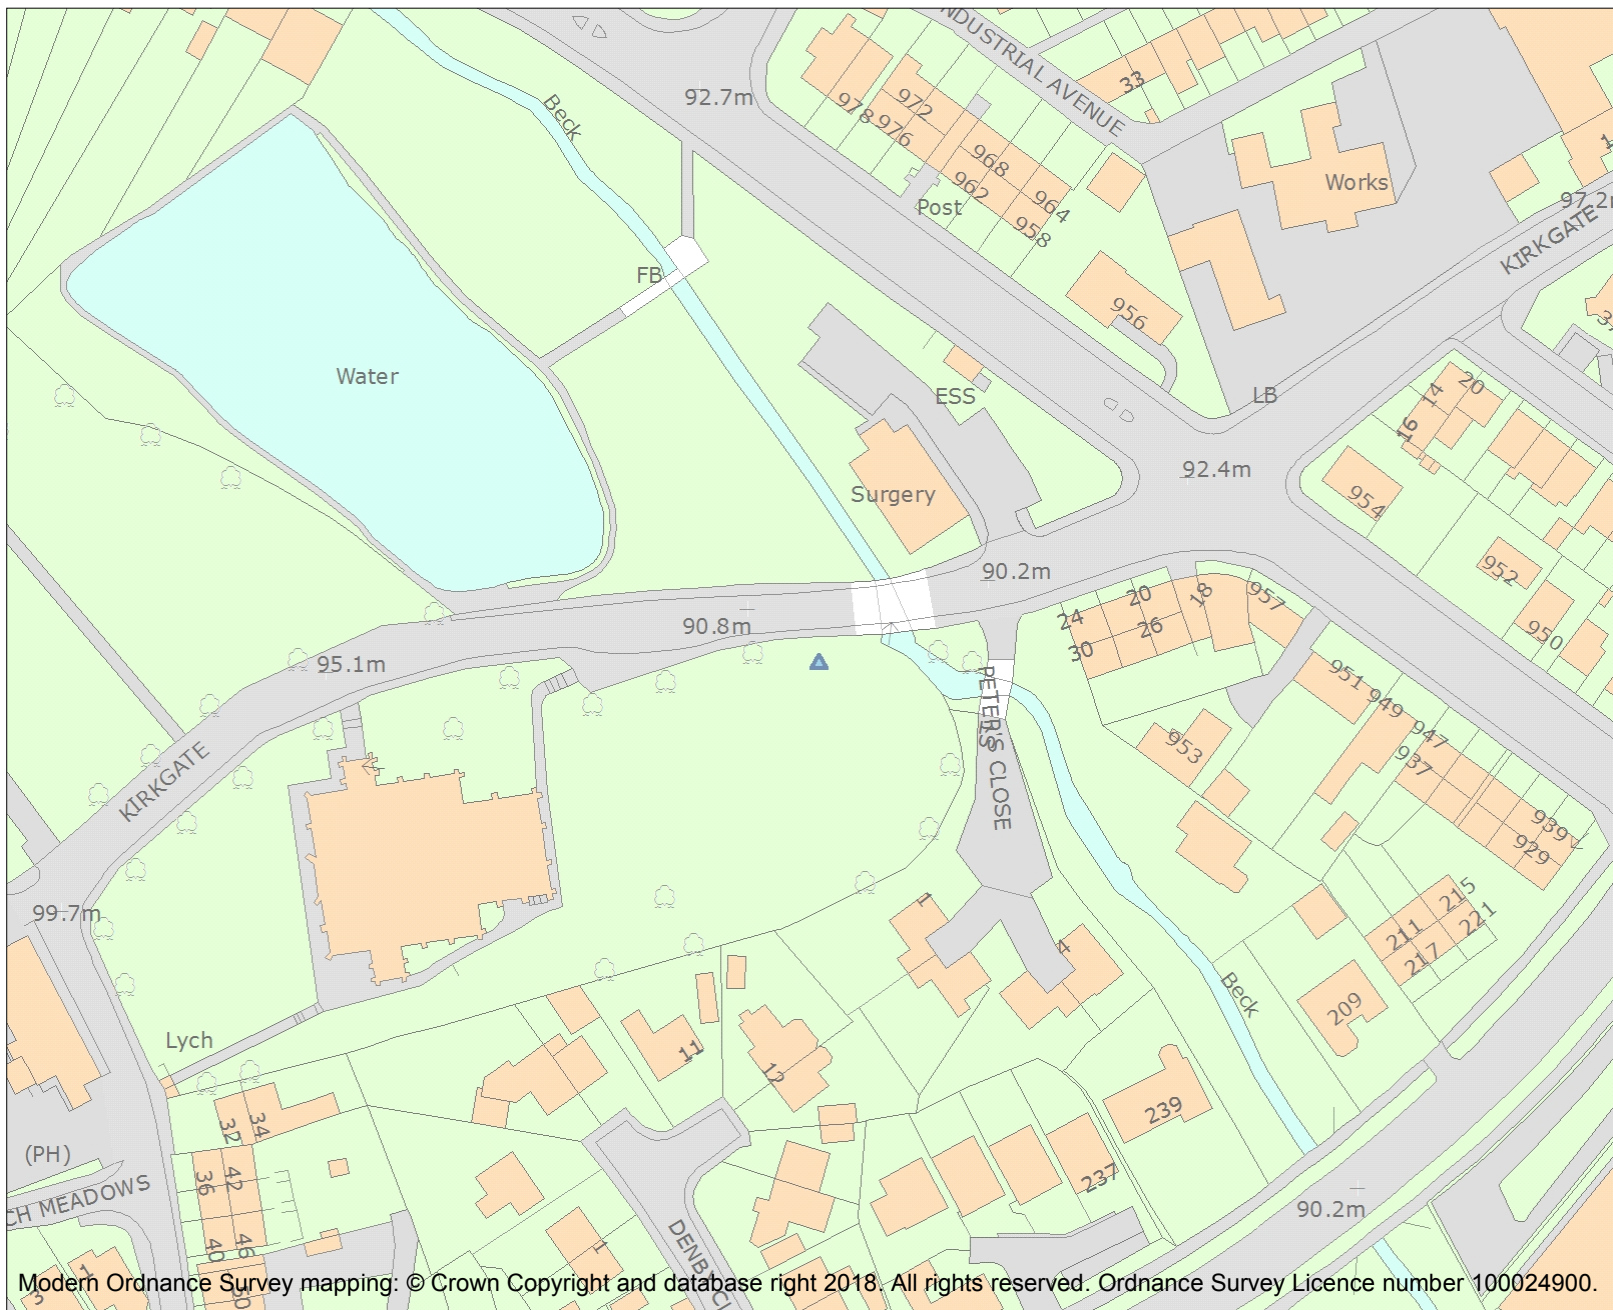 INDUSTRIAL AVENUE
33
92.7m
Beck
978
972
976
968
962
964
958
Post
Works
97.2m
KIRKGATE
956
FB
Water
ESS
LB
14
20
16
92.4m
954
Surgery
952
950
90.2m
20
18
957
24
26
30
90.8m
95.1m
PETER'S CLOSE
951
949
947
937
953
939
929
KIRKGATE
99.7m
1
4
215
211
221
217
Beck
209
Lych
11
12
239
32
34
(PH)
36
42
237
CH MEADOWS
90.2m
40
46
DENB
1
1
3
50
Modern Ordnance Survey mapping: © Crown Copyright and database right 2018. All rights reserved. Ordnance Survey Licence number 100024900.